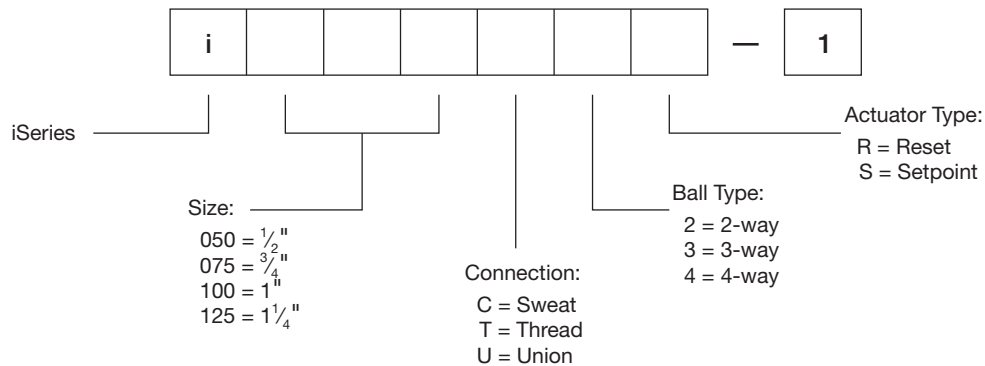 i — 1
iSeries
Size:
050 = 1/2"
075 = 3/4"
100 = 1"
125 = 1 1/4"
Connection:
C = Sweat
T = Thread
U = Union
Ball Type:
2 = 2-way
3 = 3-way
4 = 4-way
Actuator Type:
R = Reset
S = Setpoint